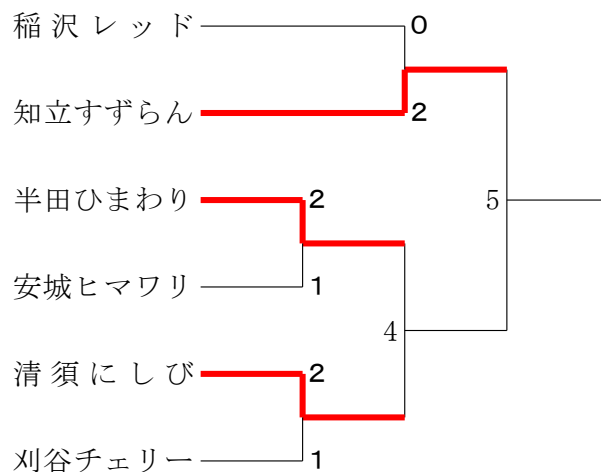 稲沢レッド 0
知立すずらん 2
半田ひまわり 2
5
安城ヒマワリ 1
4
清須にしび 2
刈谷チェリー 1